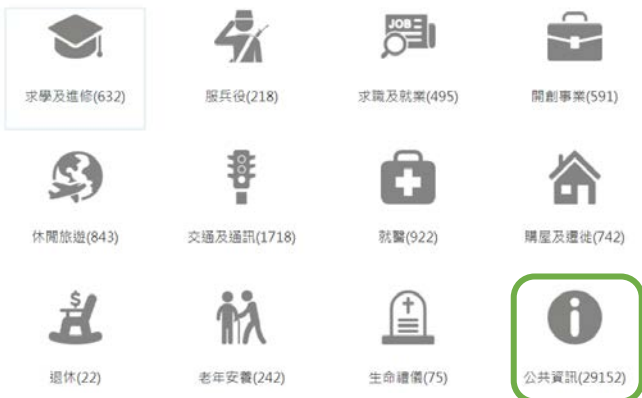 JOB
求學及進修(632)
服兵役(218)
求職及就業(495)
開創事業(591)
休閒旅遊(843)
交通及通訊(1718)
就醫(922)
購屋及遷徙(742)
$
退休(22)
老年安養(242)
生命禮儀(75)
公共資訊(29152)